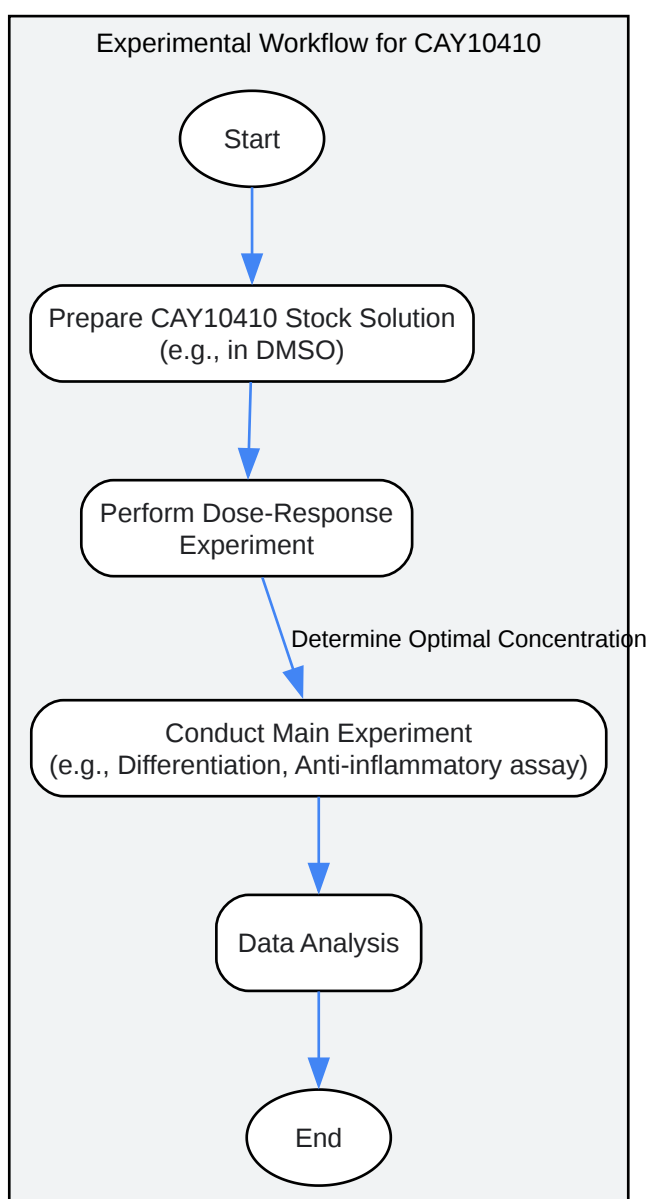 Experimental Workflow for CAY10410
Start
Prepare CAY10410 Stock Solution
(e.g., in DMSO)
Perform Dose-Response
Experiment
Determine Optimal Concentration
Conduct Main Experiment
(e.g., Differentiation, Anti-inflammatory assay)
Data Analysis
End